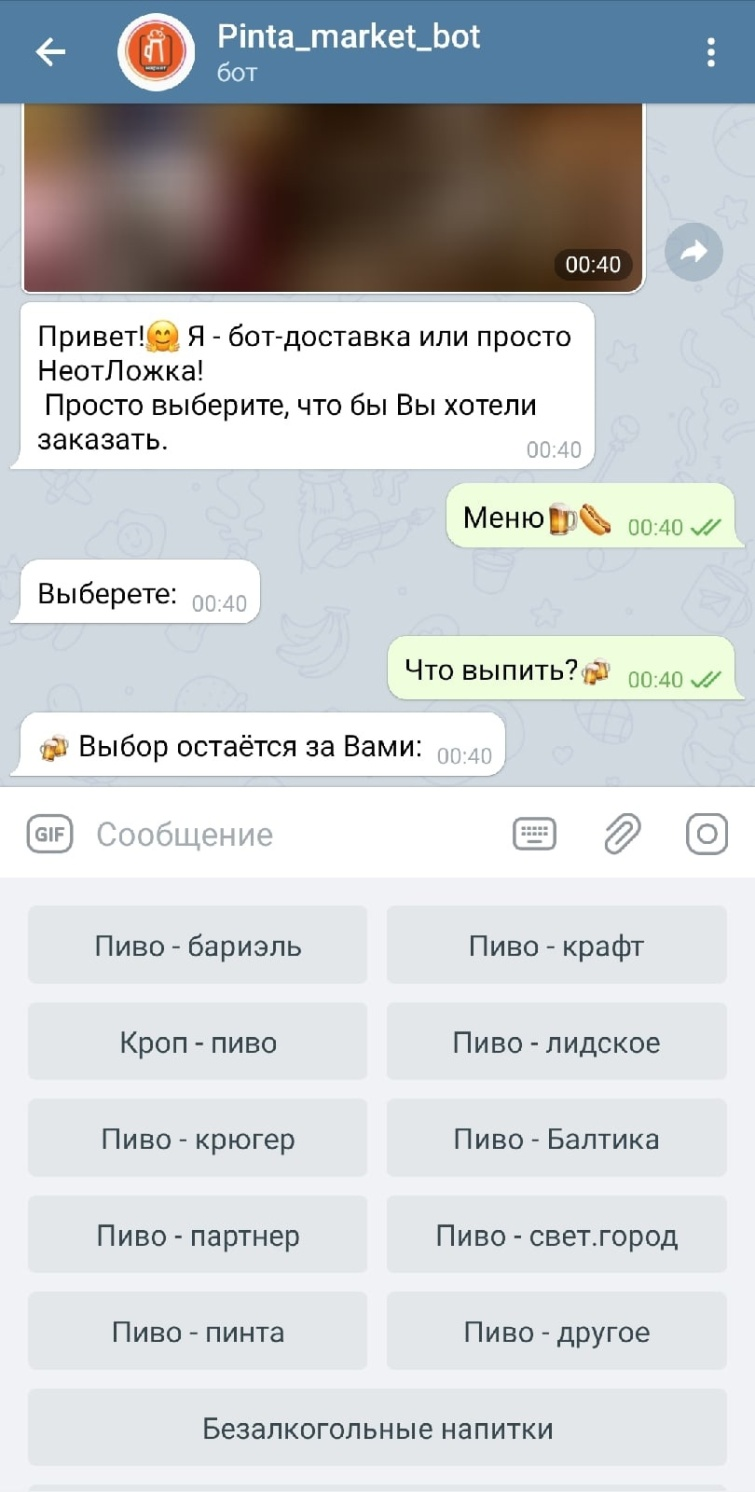 Pinta_market_bot
бот
00:40
Привет!🤗 Я - бот-доставка или просто
НеотЛожка!
Просто выберите, что бы Вы хотели
заказать.
00:40
Меню🍺🌭 00:40
Выберете: 00:40
Что выпить?🍻 00:40
🍻 Выбор остаётся за Вами: 00:40
GIF Сообщение
Пиво - бариэль
Пиво - крафт
Кроп - пиво
Пиво - лидское
Пиво - крюгер
Пиво - Балтика
Пиво - партнер
Пиво - свет.город
Пиво - пинта
Пиво - другое
Безалкогольные напитки